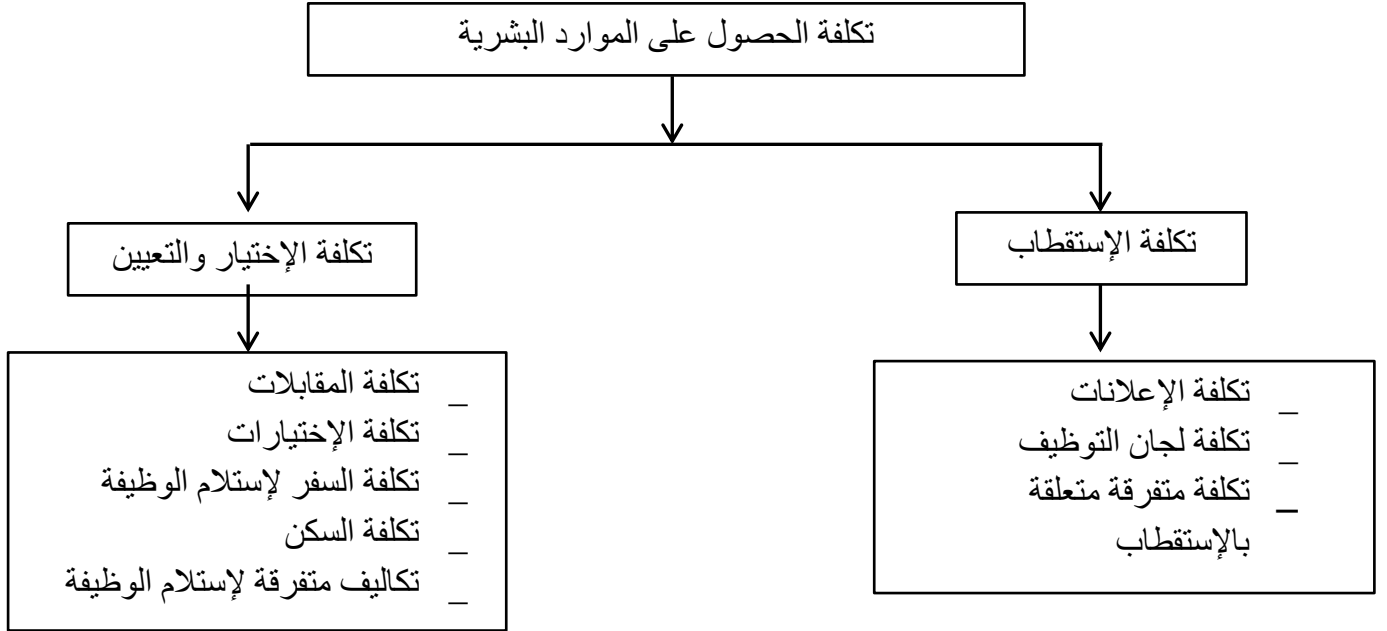 تكلفة الحصول على الموارد البشرية
تكلفة الإستقطاب
تكلفة الإختيار والتعيين
_ تكلفة الإعلانات
_ تكلفة لجان التوظيف
_ تكلفة متفرقة متعلقة
بالإستقطاب
_ تكلفة المقابلات
_ تكلفة الإختيارات
_ تكلفة السفر لإستلام الوظيفة
_ تكلفة السكن
_ تكاليف متفرقة لإستلام الوظيفة